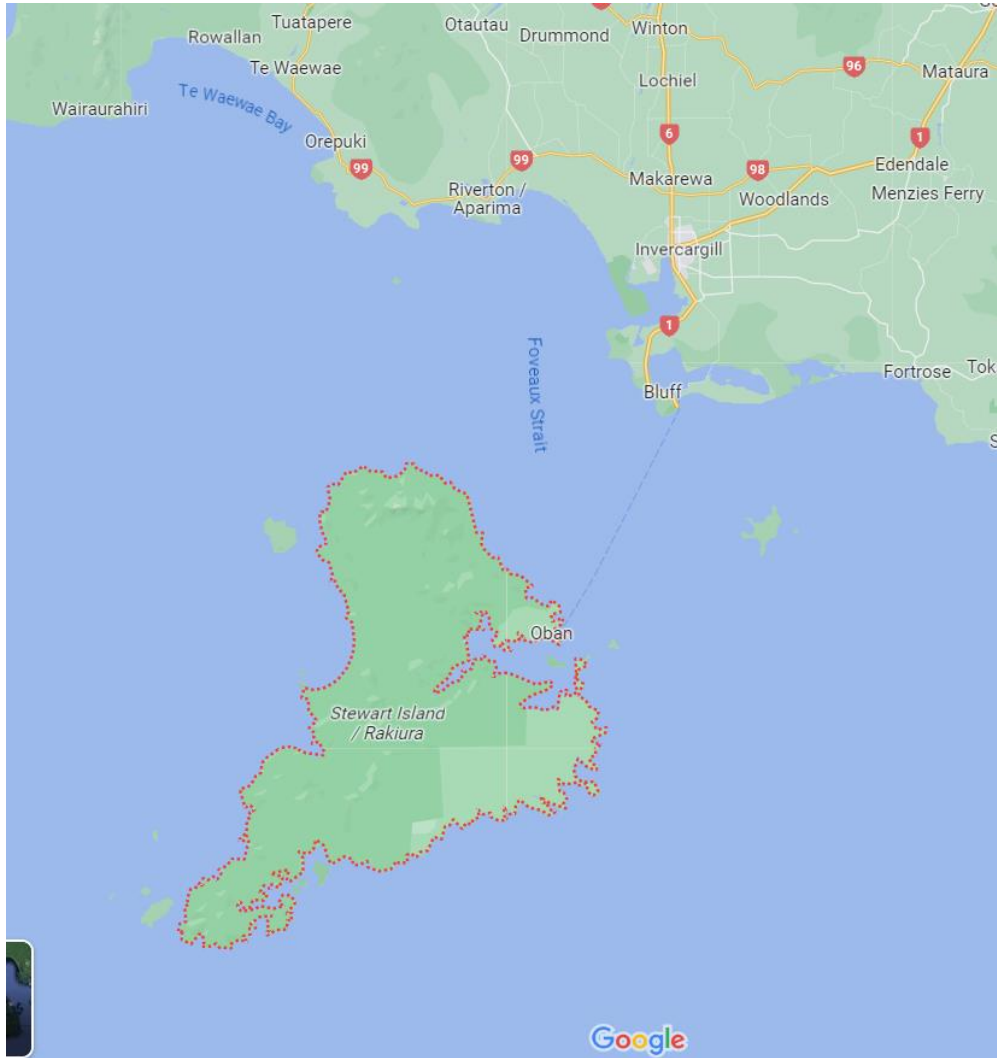 Tuatapere
Otautau
Winton
Rowallan
Drummond
96
Te Waewae
Lochiel
Mataura
Te Waewae Bay
Wairaurahiri
Orepuki
6
1
99
99
98
Edendale
Makarewa
Riverton /
Aparima
Woodlands
Menzies Ferry
Invercargill
1
Foveaux Strait
Fortrose
Tok
Bluff
S
Oban
Stewart Island
/ Rakiura
Google